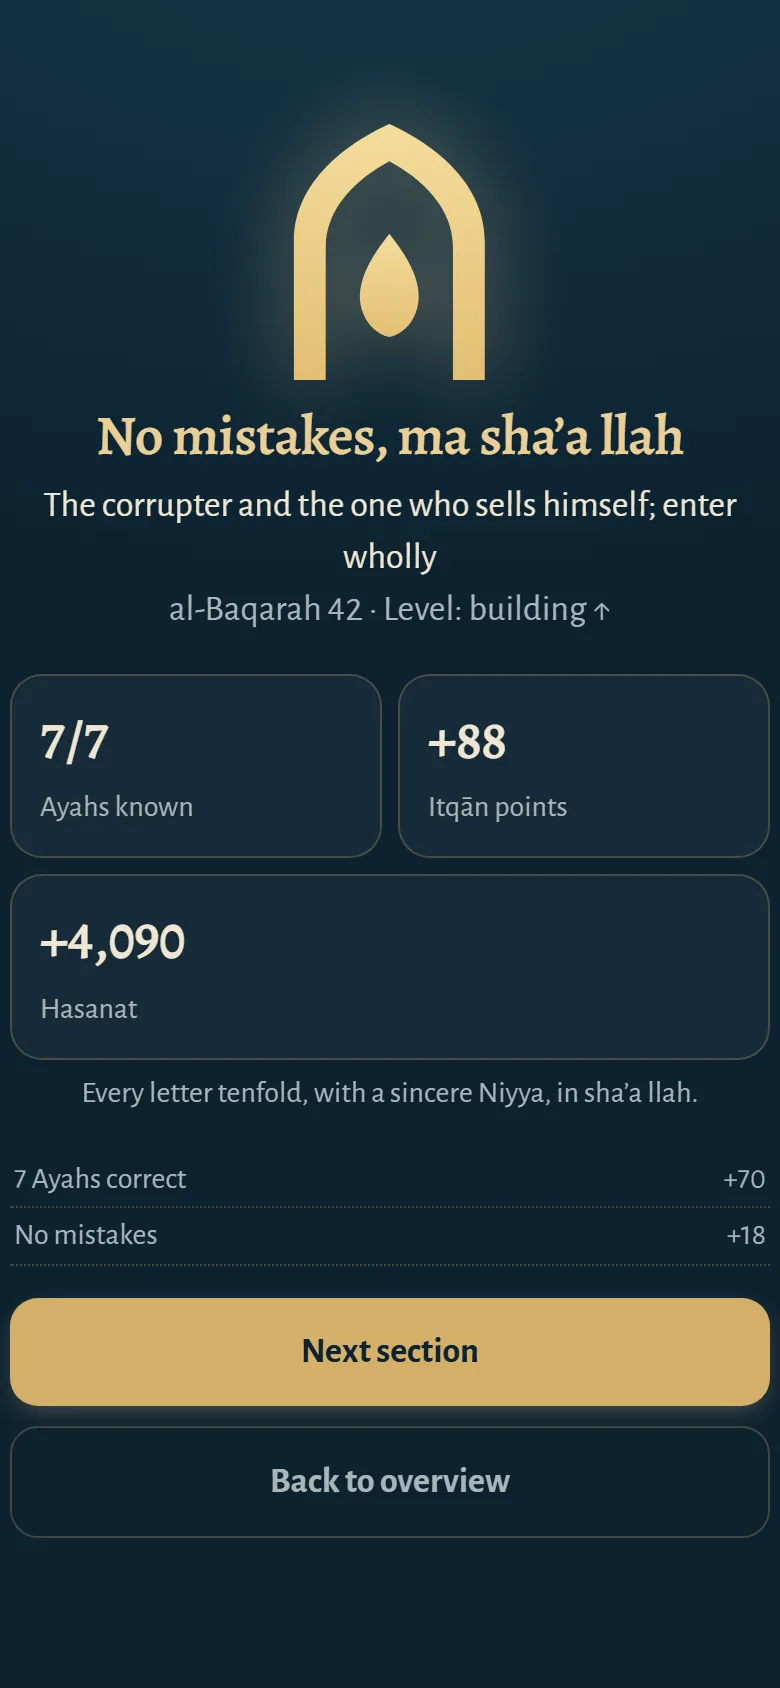 No mistakes, ma sha’a llah
The corrupter and the one who sells himself; enter
wholly
al-Baqarah 42 · Level: building ↑
7/7
Ayahs known
+88
Itqān points
+4,090
Hasanat
Every letter tenfold, with a sincere Niyya, in sha’a llah.
7 Ayahs correct +70
No mistakes +18
Next section
Back to overview